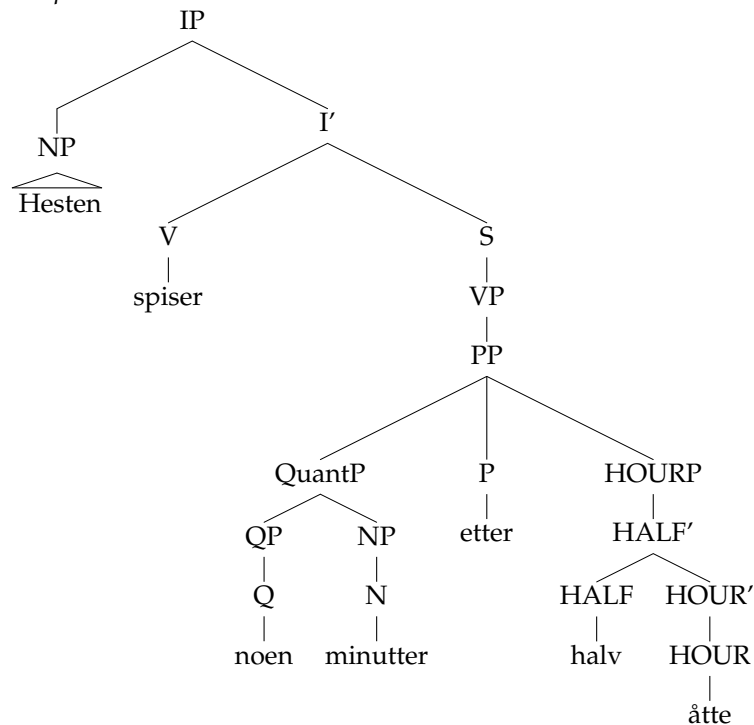 IP
NP I'
Hesten
V S
spiser VP
PP
QuantP P HOURP
QP NP etter HALF'
Q N HALF HOUR'
noen minutter halv HOUR
åtte